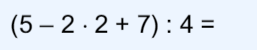 (5 – 2 · 2 + 7) : 4 =